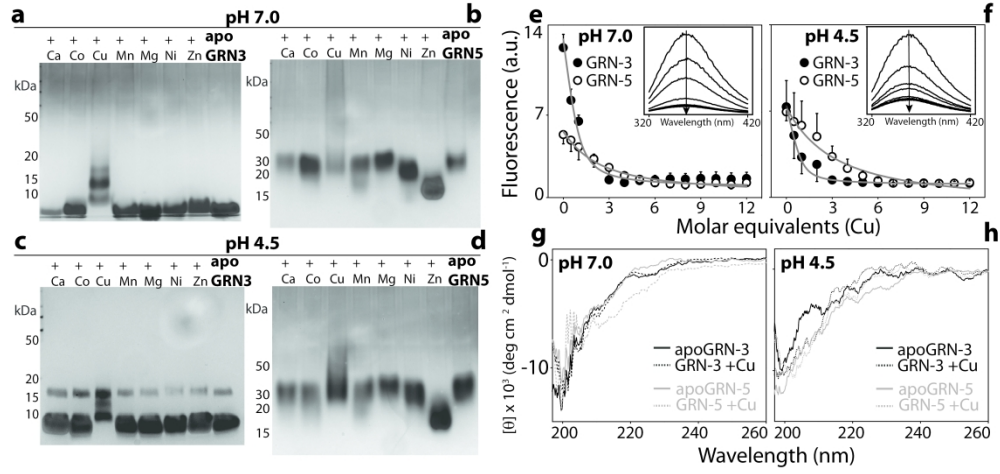 pH 7.0
a
b
+ + + + + + + apo
Ca Co Cu Mn Mg Ni Zn GRN3
kDa
50
20
15
10
+ + + + + + + apo
Ca Co Cu Mn Mg Ni Zn GRN5
kDa
50
30
20
15
pH 4.5
c
d
+ + + + + + + apo
Ca Co Cu Mn Mg Ni Zn GRN3
kDa
50
20
15
10
+ + + + + + + apo
Ca Co Cu Mn Mg Ni Zn GRN5
kDa
50
30
20
15
e
f
14
7
0
Fluorescence (a.u.)
pH 7.0
GRN-3
GRN-5
320 Wavelength (nm) 420
pH 4.5
GRN-3
GRN-5
320 Wavelength (nm) 420
0 3 6 9 12 0 3 6 9 12
Molar equivalents (Cu)
g
h
0
-10
[θ] x 10³ (deg cm ² dmol⁻¹)
pH 7.0
apoGRN-3
GRN-3 +Cu
apoGRN-5
GRN-5 +Cu
pH 4.5
apoGRN-3
GRN-3 +Cu
apoGRN-5
GRN-5 +Cu
200 220 240 260 200 220 240 260
Wavelength (nm)